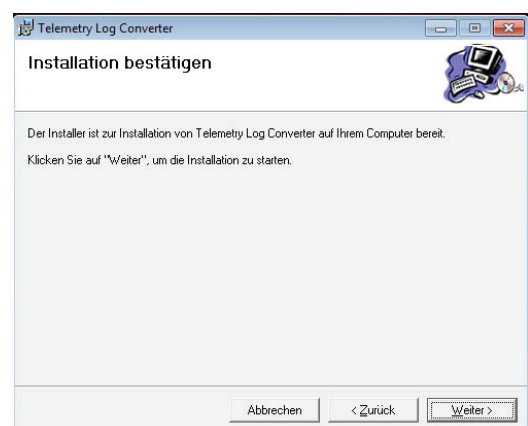 Telemetry Log Converter
Installation bestätigen
Der Installer ist zur Installation von Telemetry Log Converter auf Ihrem Computer bereit.
Klicken Sie auf "Weiter", um die Installation zu starten.
Abbrechen
< Zurück
Weiter >